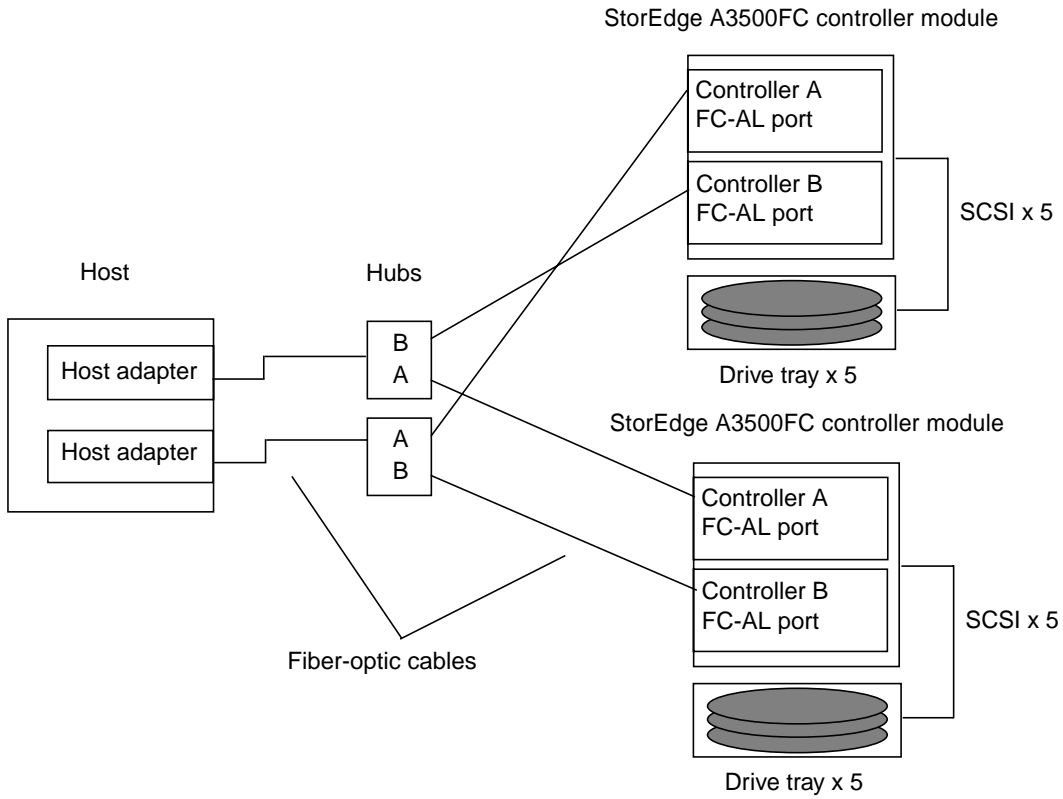 StorEdge A3500FC controller module
Controller A
FC-AL port
Controller B
FC-AL port
SCSI x 5
Host
Hubs
Host adapter
B
A
Drive tray x 5
StorEdge A3500FC controller module
Host adapter
A
B
Controller A
FC-AL port
Controller B
FC-AL port
SCSI x 5
Fiber-optic cables
Drive tray x 5